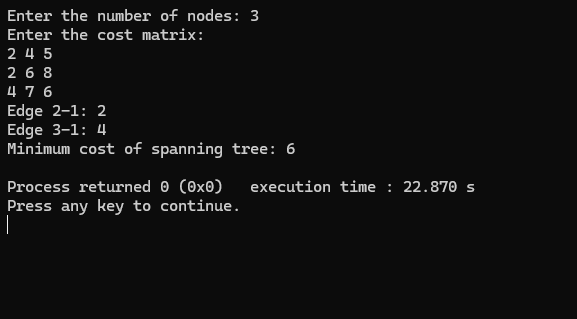 Enter the number of nodes: 3
Enter the cost matrix:
2 4 5
2 6 8
4 7 6
Edge 2-1: 2
Edge 3-1: 4
Minimum cost of spanning tree: 6
Process returned 0 (0x0)   execution time : 22.870 s
Press any key to continue.